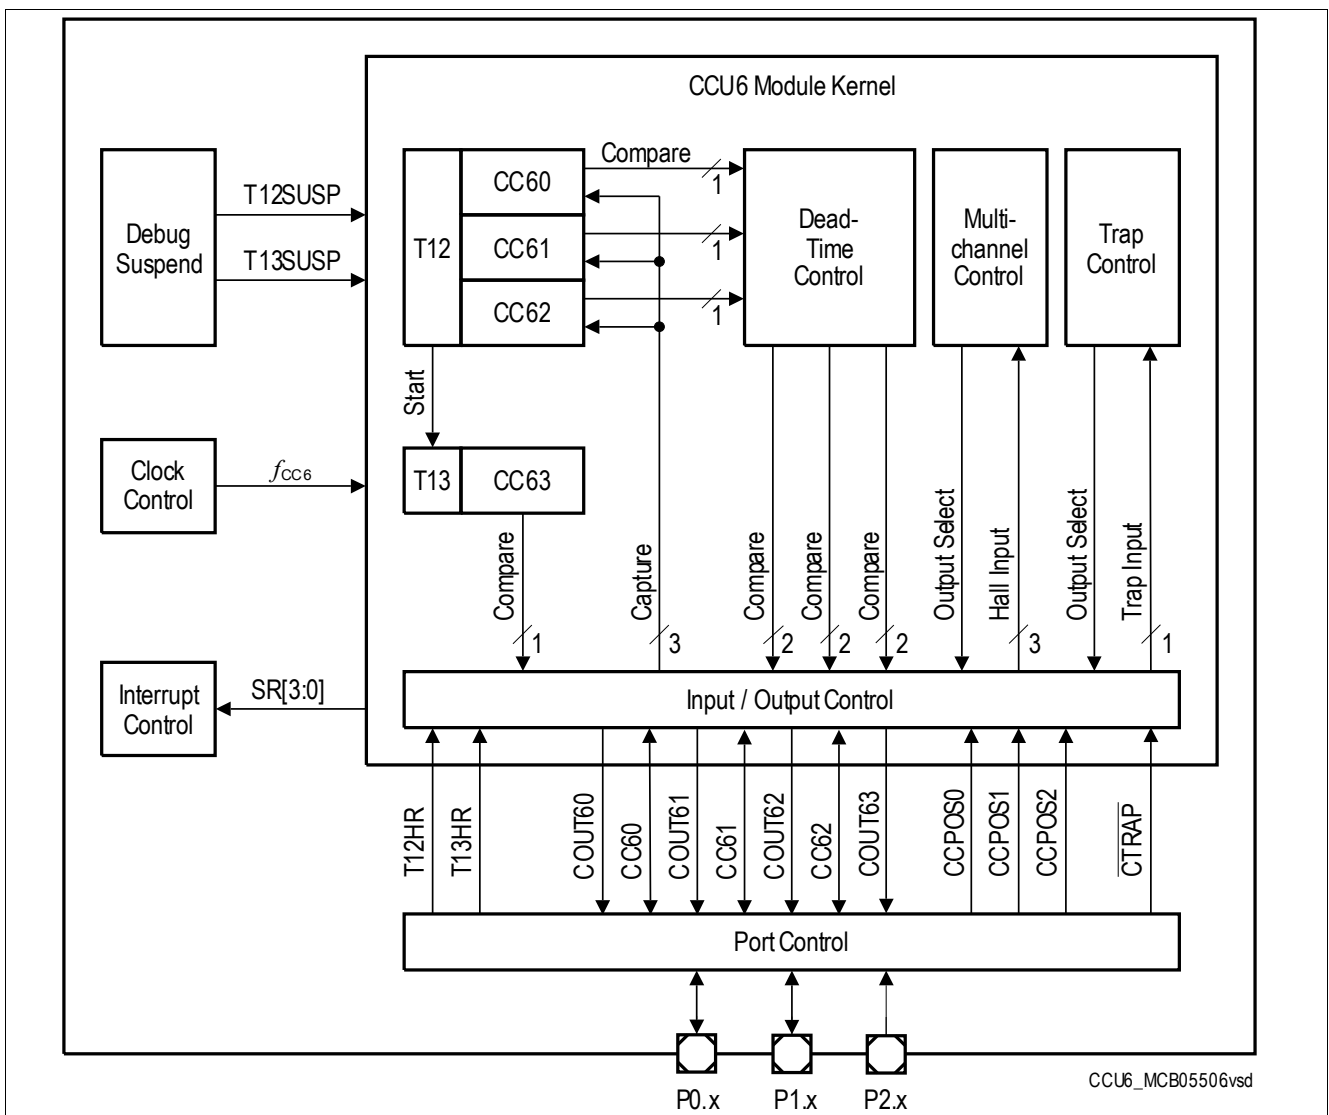 CCU6 Module Kernel
Debug
Suspend
T12SUSP
T13SUSP
T12
CC60
CC61
CC62
Compare
1
1
1
Dead-
Time
Control
Multi-
channel
Control
Trap
Control
Start
Clock
Control
fCC6
T13
CC63
Compare
1
Capture
3
Compare
2
Compare
2
Compare
2
Output Select
Hall Input
3
Output Select
Trap Input
1
Interrupt
Control
SR[3:0]
Input / Output Control
T12HR
T13HR
COUT60
CC60
COUT61
CC61
COUT62
CC62
COUT63
CCPOS0
CCPOS1
CCPOS2
CTRAP
Port Control
P0.x
P1.x
P2.x
CCU6_MCB05506.vsd